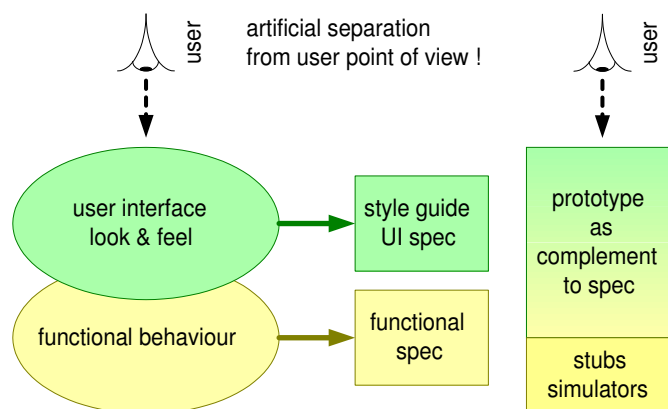 user
artificial separation
from user point of view !
user
user interface
look & feel
style guide
UI spec
prototype
as
complement
to spec
functional behaviour
functional
spec
stubs
simulators